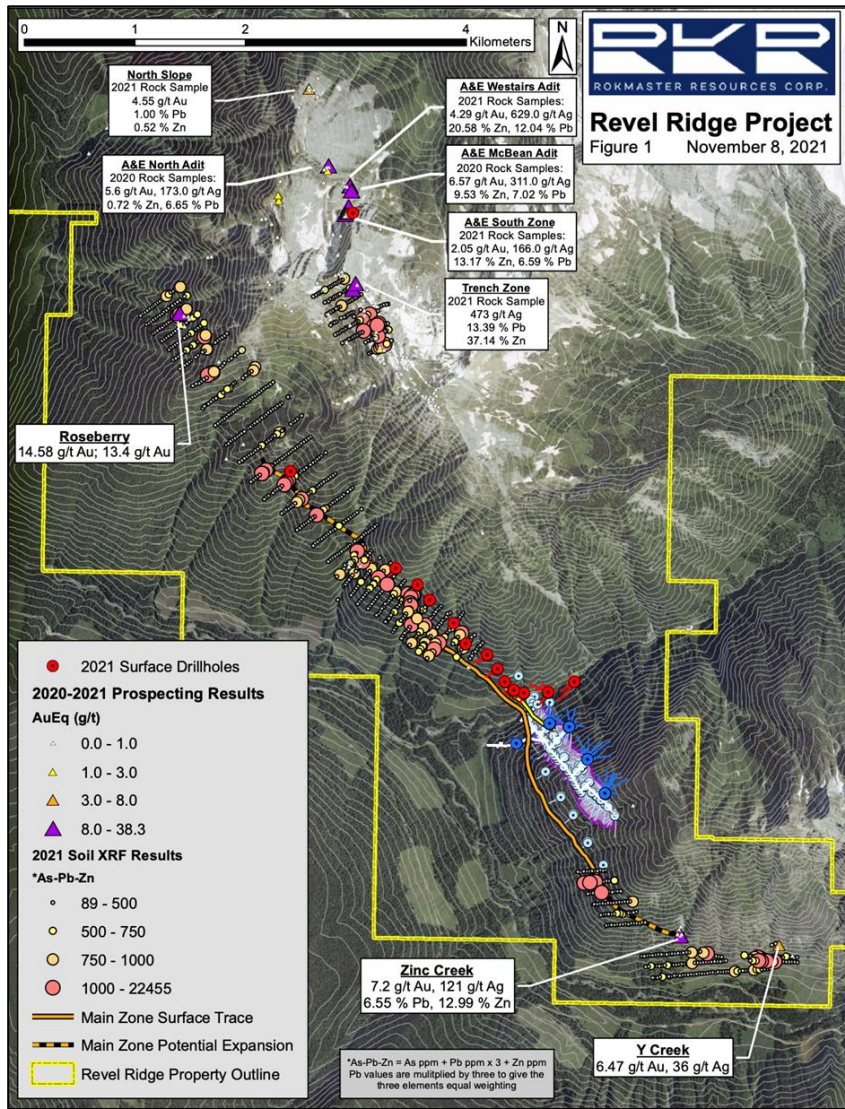 0 2 4
Kilometers
N
RKR
ROKMASTER RESOURCES CORP.
Revel Ridge Project
Figure 1 November 8, 2021
North Slope
2021 Rock Sample
4.55 g/t Au
1.00 % Pb
0.52 % Zn
A&E Westairs Adit
2021 Rock Samples:
4.29 g/t Au, 629.0 g/t Ag
20.58 % Zn, 12.04 % Pb
A&E North Adit
2020 Rock Samples:
5.6 g/t Au, 173.0 g/t Ag
0.72 % Zn, 6.65 % Pb
A&E McBean Adit
2020 Rock Samples:
6.57 g/t Au, 311.0 g/t Ag
9.53 % Zn, 7.02 % Pb
A&E South Zone
2021 Rock Samples:
2.05 g/t Au, 166.0 g/t Ag
13.17 % Zn, 6.59 % Pb
Trench Zone
2021 Rock Sample
473 g/t Ag
13.39 % Pb
37.14 % Zn
Roseberry
14.58 g/t Au; 13.4 g/t Au
2021 Surface Drillholes
2020-2021 Prospecting Results
AuEq (g/t)
0.0 - 1.0
1.0 - 3.0
3.0 - 8.0
8.0 - 38.3
2021 Soil XRF Results
*As-Pb-Zn
89 - 500
500 - 750
750 - 1000
1000 - 22455
Main Zone Surface Trace
Main Zone Potential Expansion
Revel Ridge Property Outline
Zinc Creek
7.2 g/t Au, 121 g/t Ag
6.55 % Pb, 12.99 % Zn
Y Creek
6.47 g/t Au, 36 g/t Ag
*As-Pb-Zn = As ppm + Pb ppm x 3 + Zn ppm
Pb values are mulitplied by three to give the
three elements equal weighting